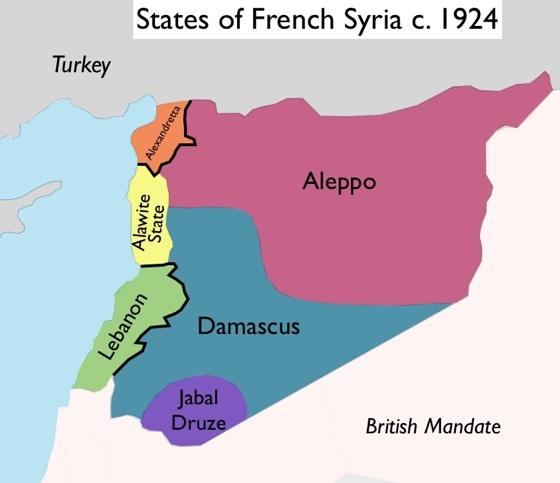 States of French Syria c. 1924
Turkey
Alexandretta
Aleppo
Alawite
State
Lebanon
Damascus
Jabal
Druze
British Mandate